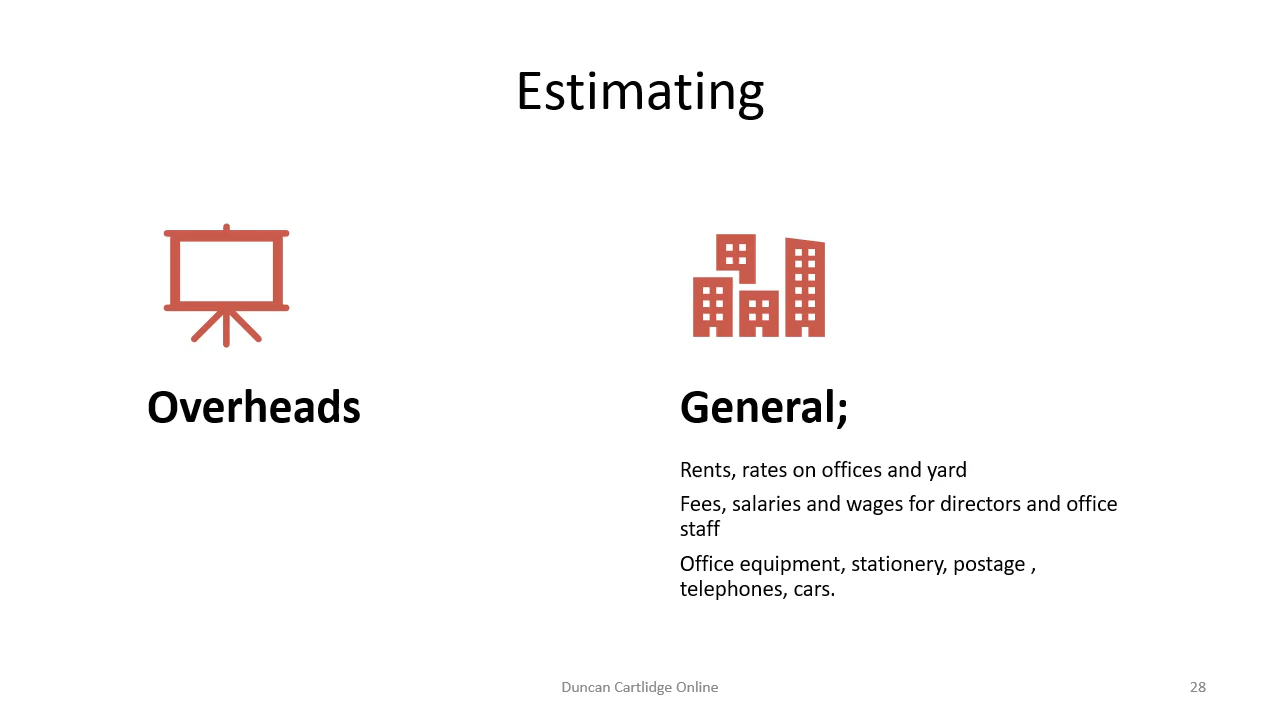 Estimating
Overheads
General;
Rents, rates on offices and yard
Fees, salaries and wages for directors and office
staff
Office equipment, stationery, postage ,
telephones, cars.
Duncan Cartlidge Online
28